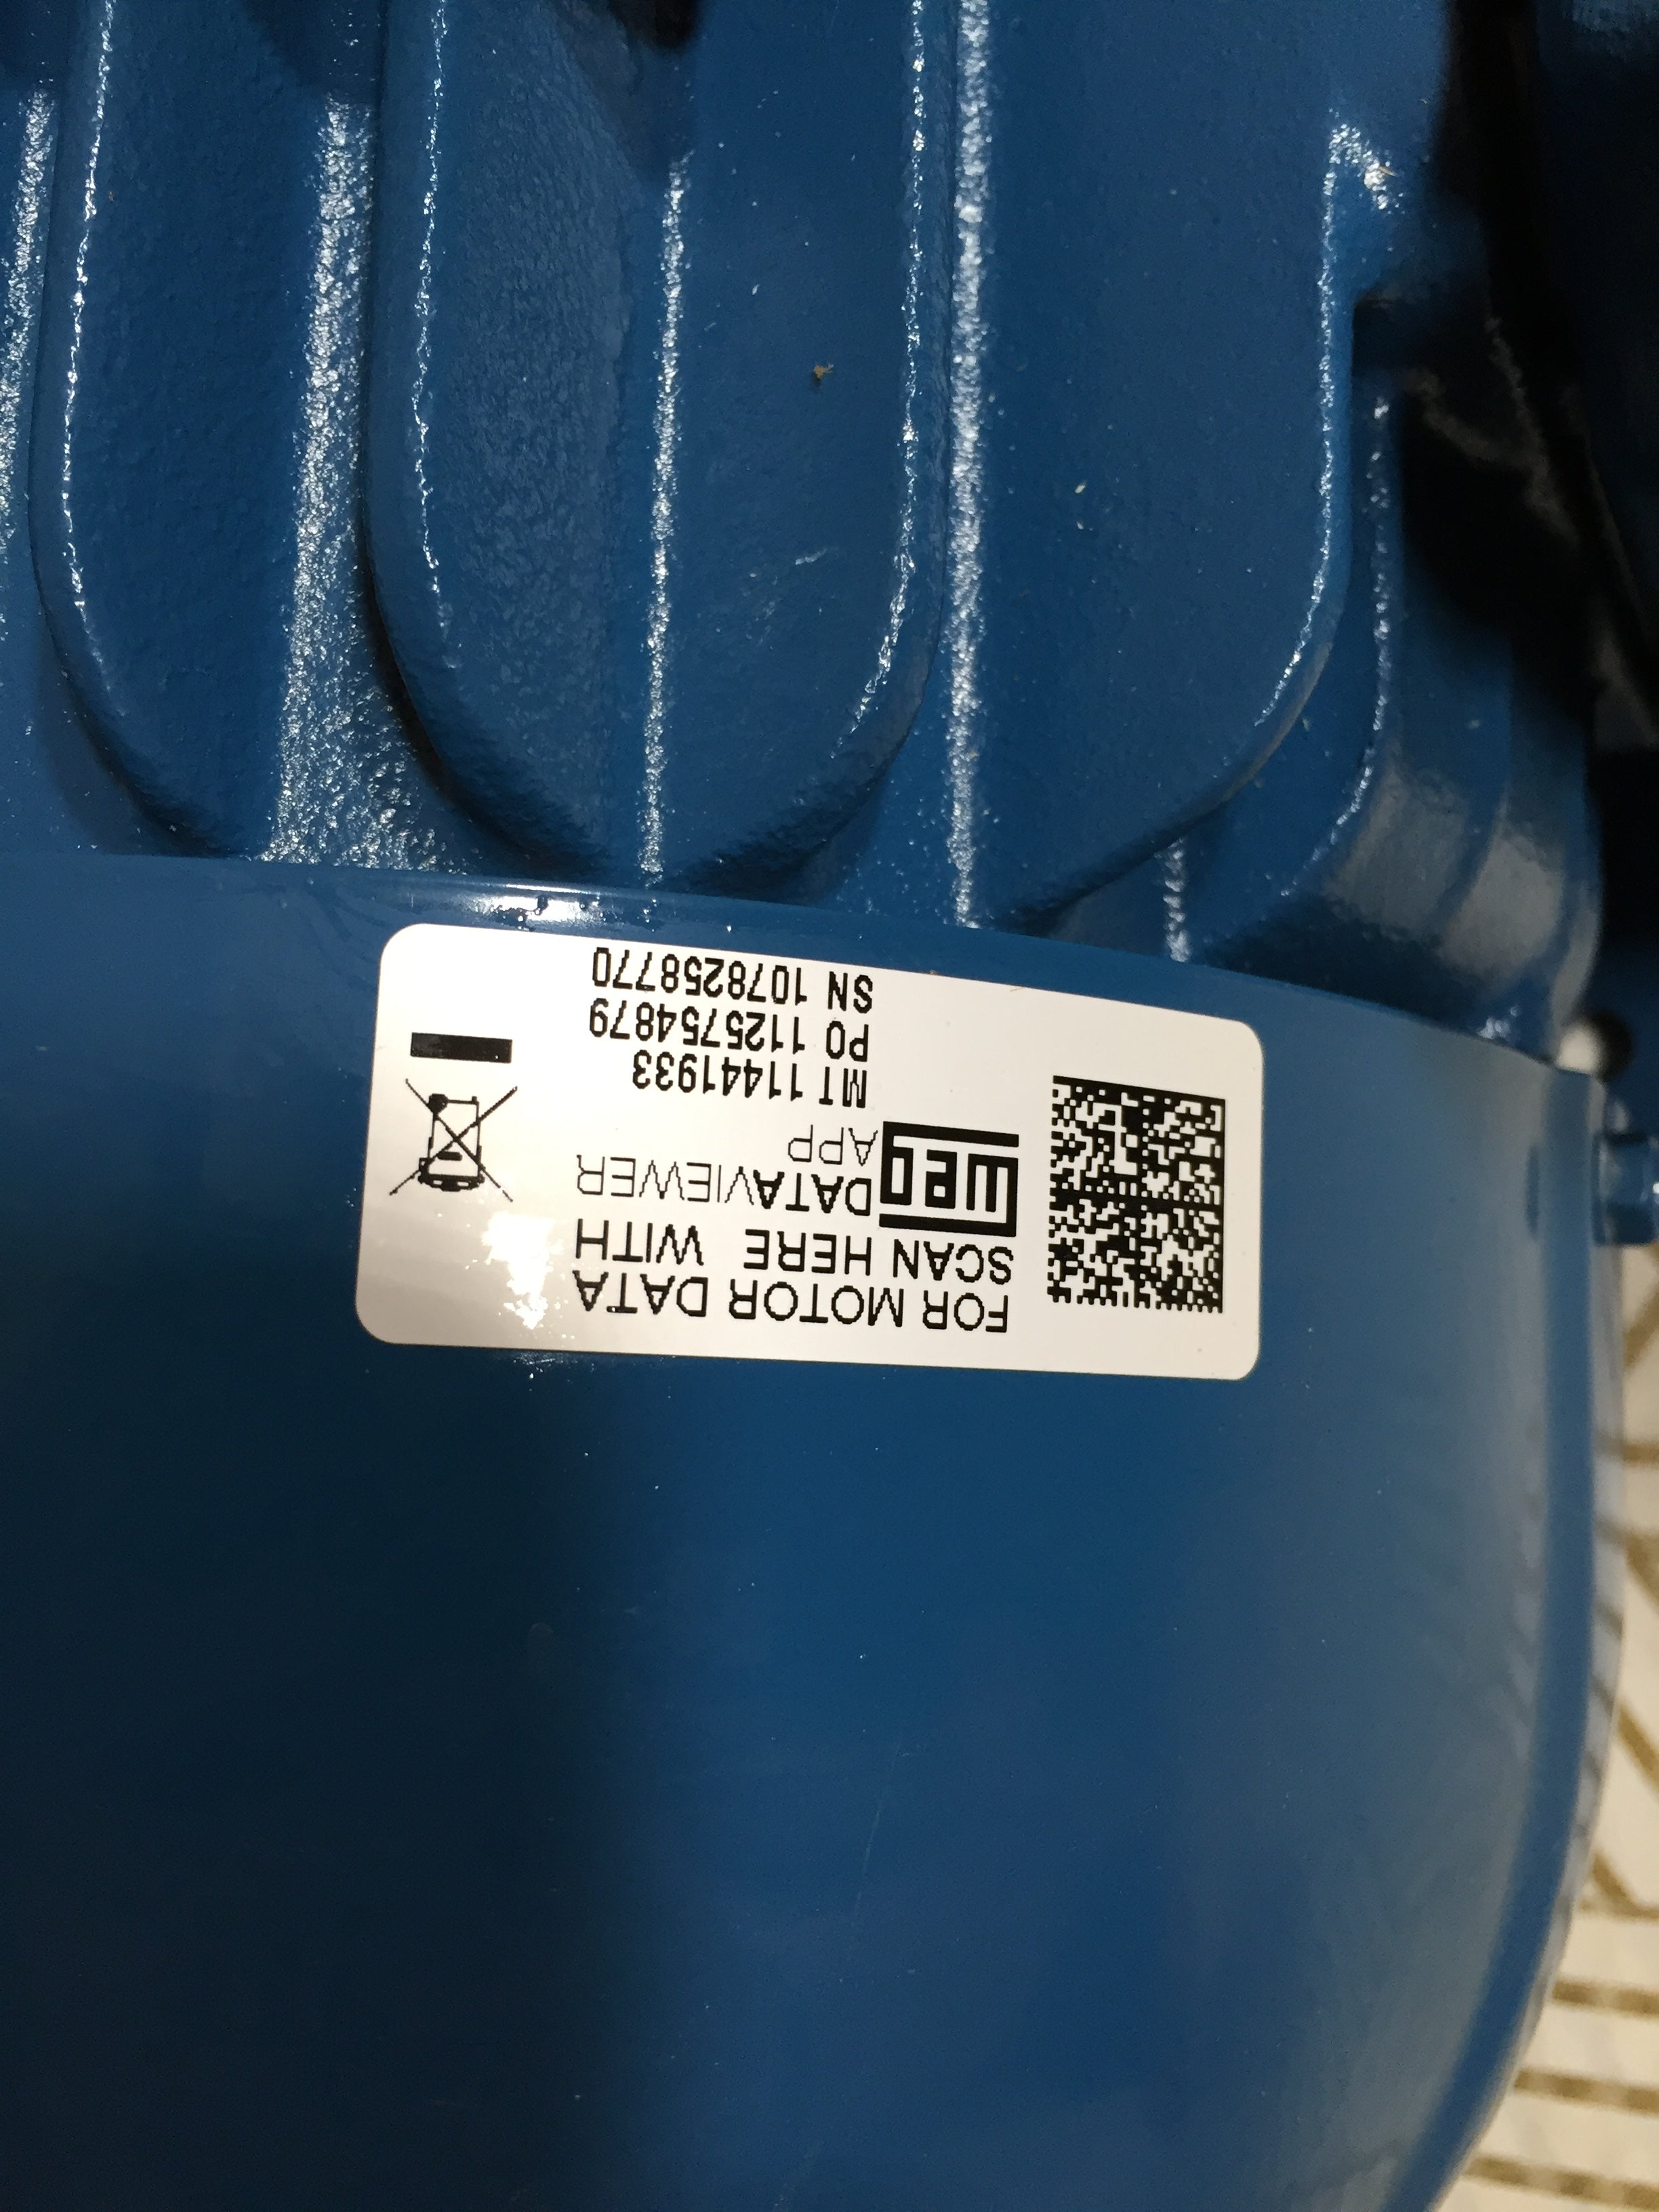 FOR MOTOR DATA
SCAN HERE WITH
weg DATAVIEWER
APP
MT 11441933
PO 1125754879
SN 1078258770